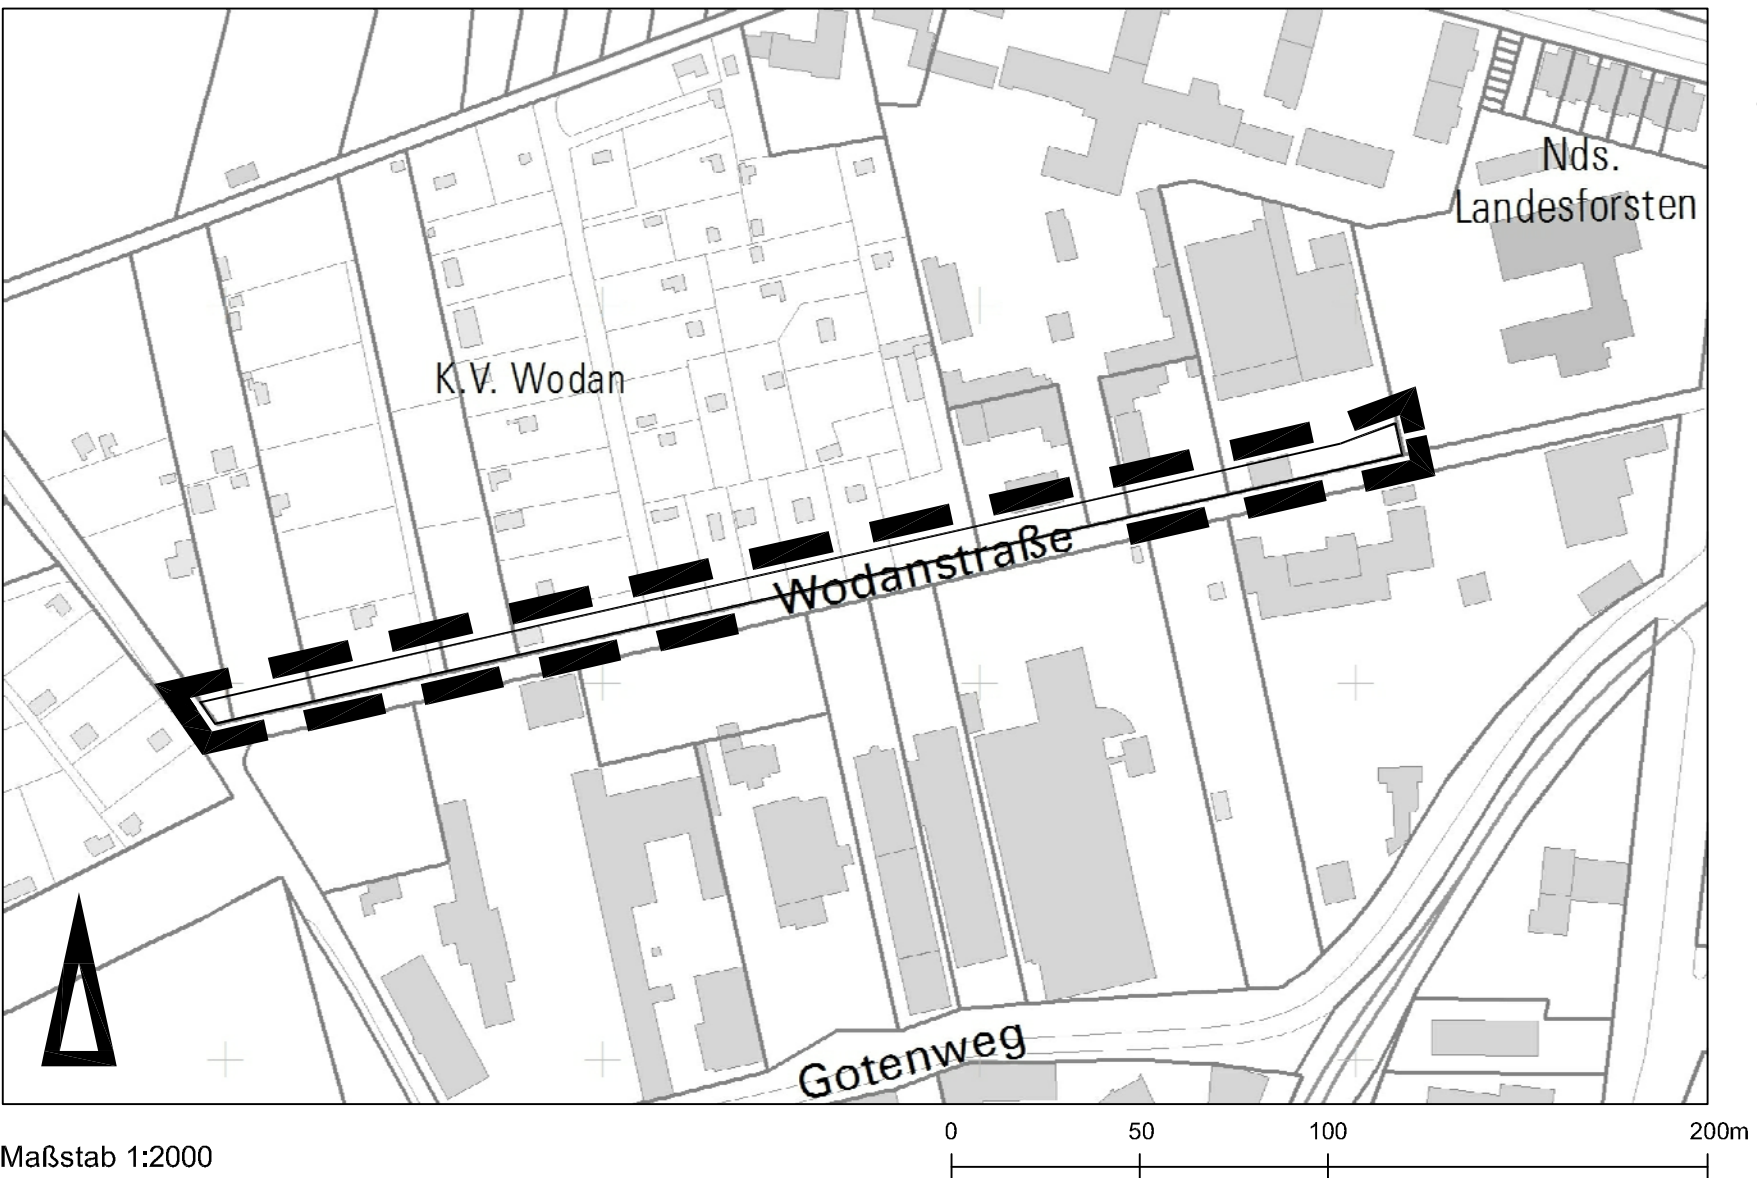 Nds.
Landesforsten
K.V. Wodan
Wodanstraße
Gotenweg
0 50 100 200m
Maßstab 1:2000